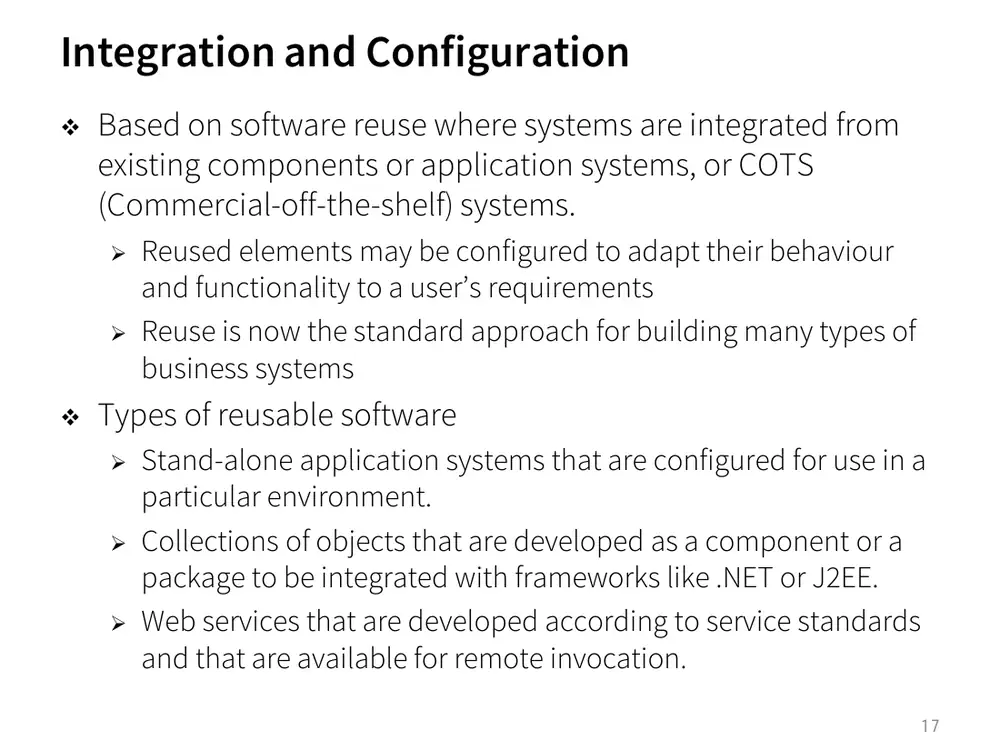 Integration and Configuration
❖ Based on software reuse where systems are integrated from
existing components or application systems, or COTS
(Commercial-off-the-shelf) systems.
➢ Reused elements may be configured to adapt their behaviour
and functionality to a user’s requirements
➢ Reuse is now the standard approach for building many types of
business systems
❖ Types of reusable software
➢ Stand-alone application systems that are configured for use in a
particular environment.
➢ Collections of objects that are developed as a component or a
package to be integrated with frameworks like .NET or J2EE.
➢ Web services that are developed according to service standards
and that are available for remote invocation.
17